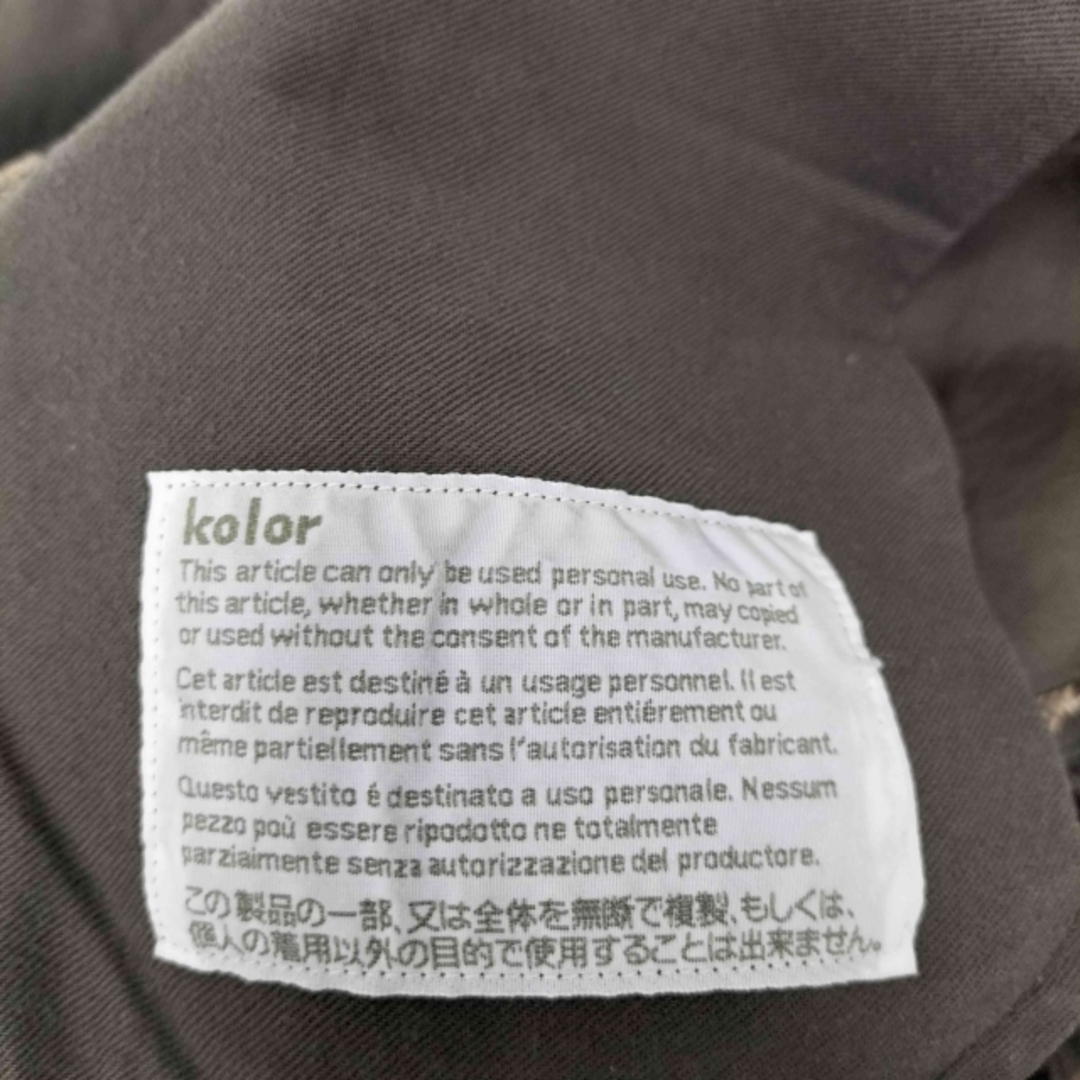 kolor
This article can only be used personal use. No part of
this article, whether in whole or in part, may copied
or used without the consent of the manufacturer.
Cet article est destiné à un usage personnel. Il est
interdit de reproduire cet article entiérement ou
même partiellement sans l'autorisation du fabricant.
Questo vestito é destinato a uso personale. Nessum
pezzo poù essere ripodotto ne totalmente
parziaimente senza autorizzazione del productore.
この製品の一部、又は全体を無断で複製、もしくは、
個人の着用以外の目的で使用することは出来ません。